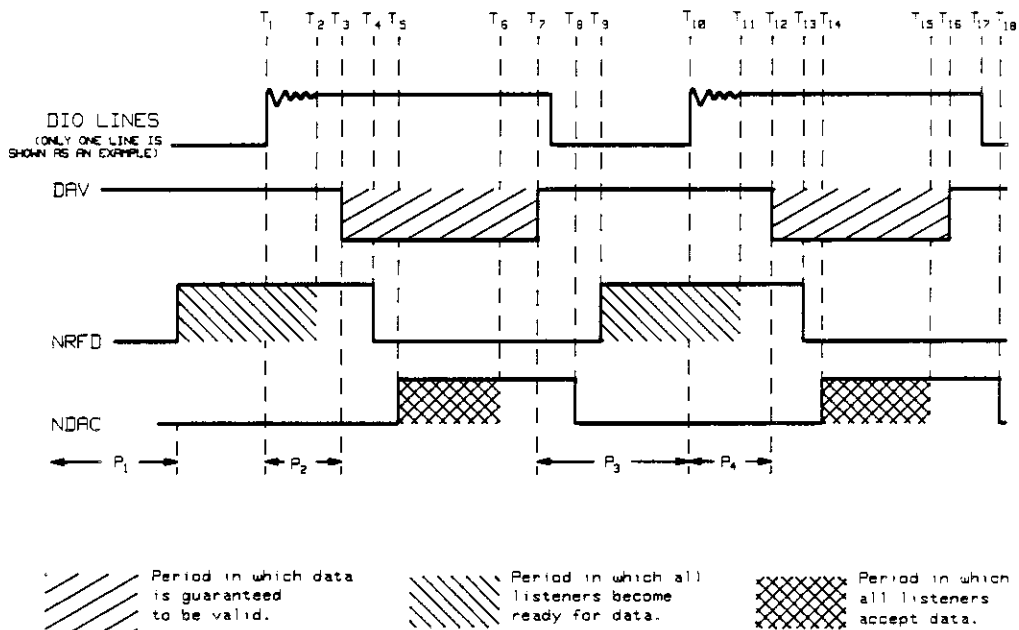 T1 T2 T3 T4 T5 T6 T7 T8 T9 T10 T11 T12 T13 T14 T15 T16 T17 T18
DIO LINES
(ONLY ONE LINE IS
SHOWN AS AN EXAMPLE)
DAV
NRFD
NDAC
P1 P2 P3 P4
Period in which data
is guaranteed
to be valid.
Period in which all
listeners become
ready for data.
Period in which
all listeners
accept data.